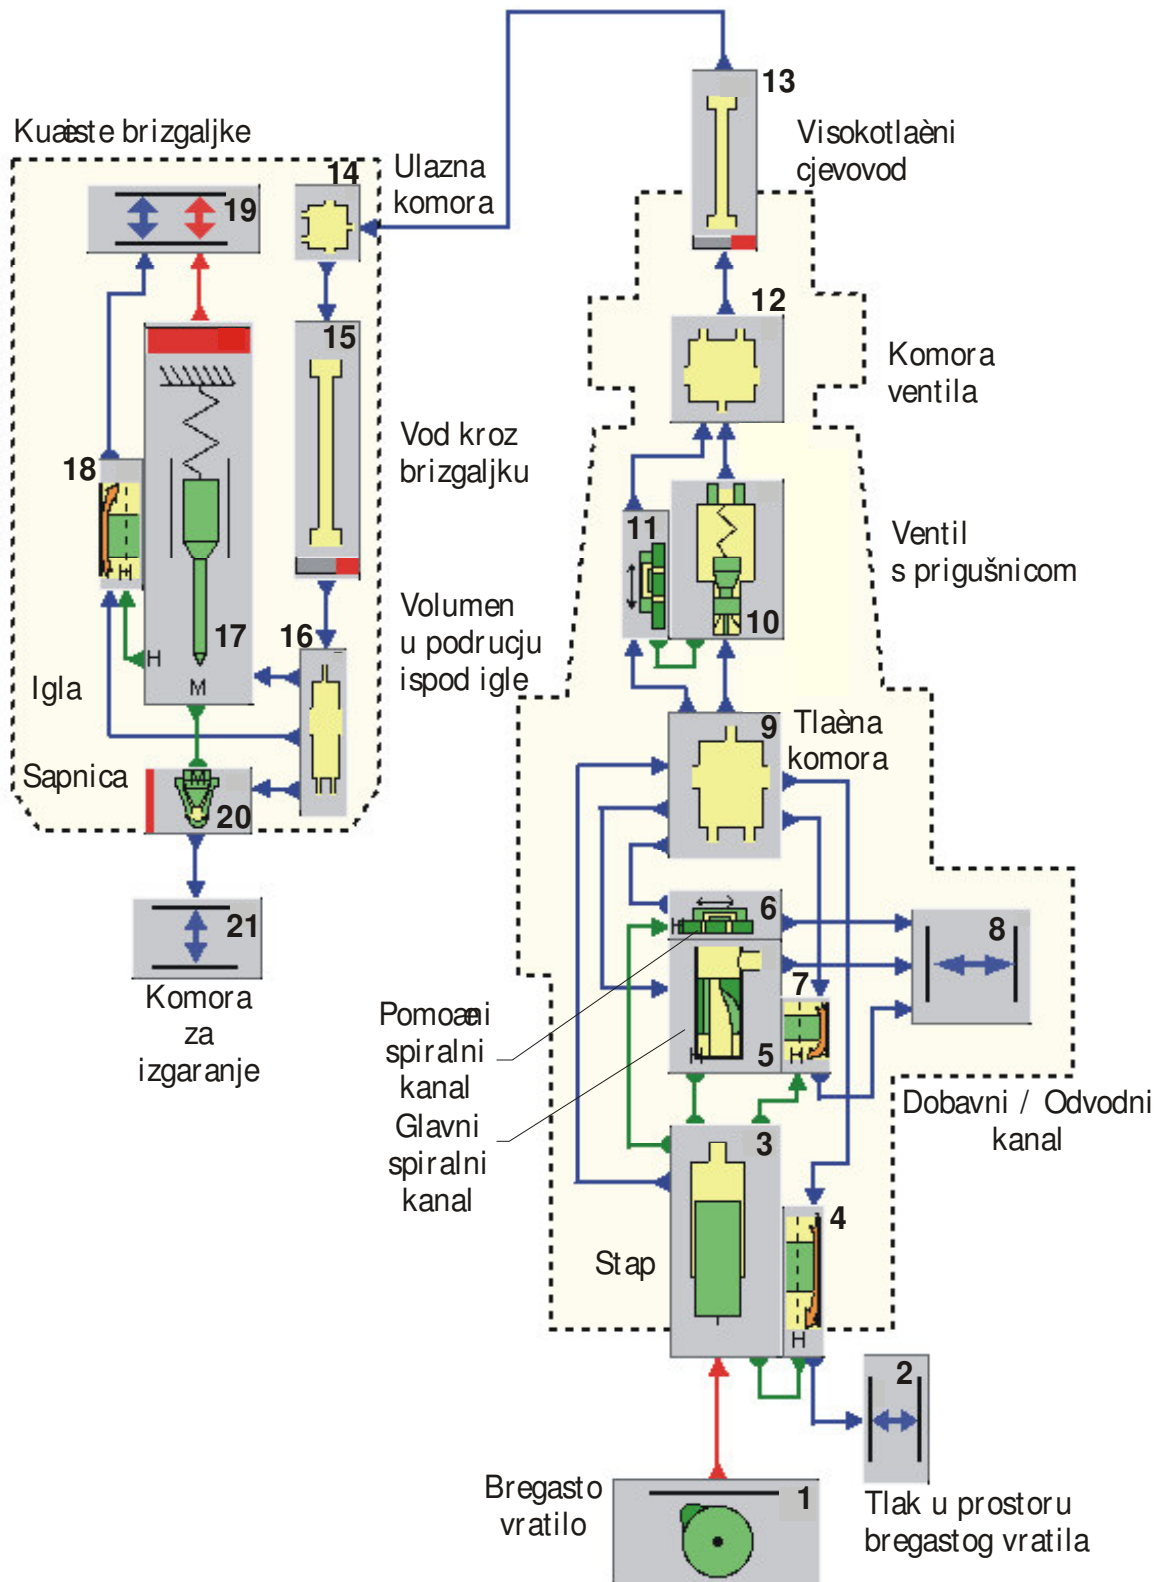 13
Kuæiste brizgaljke
Visokotlaèni
cjevovod
14
Ulazna
komora
19
12
15
Komora
ventila
Vod kroz
brizgaljku
18
11
Ventil
s prigušnicom
10
Volumen
u podrucju
ispod igle
16
17
H
H
M
Igla
9
Tlaèna
komora
Sapnica
M
20
6
H
8
21
7
Komora
za
izgaranje
Pomoæni
spiralni
kanal
H
5
H
Glavni
spiralni
kanal
Dobavni / Odvodni
kanal
3
4
Stap
H
2
Bregasto
vratilo
1
Tlak u prostoru
bregastog vratila